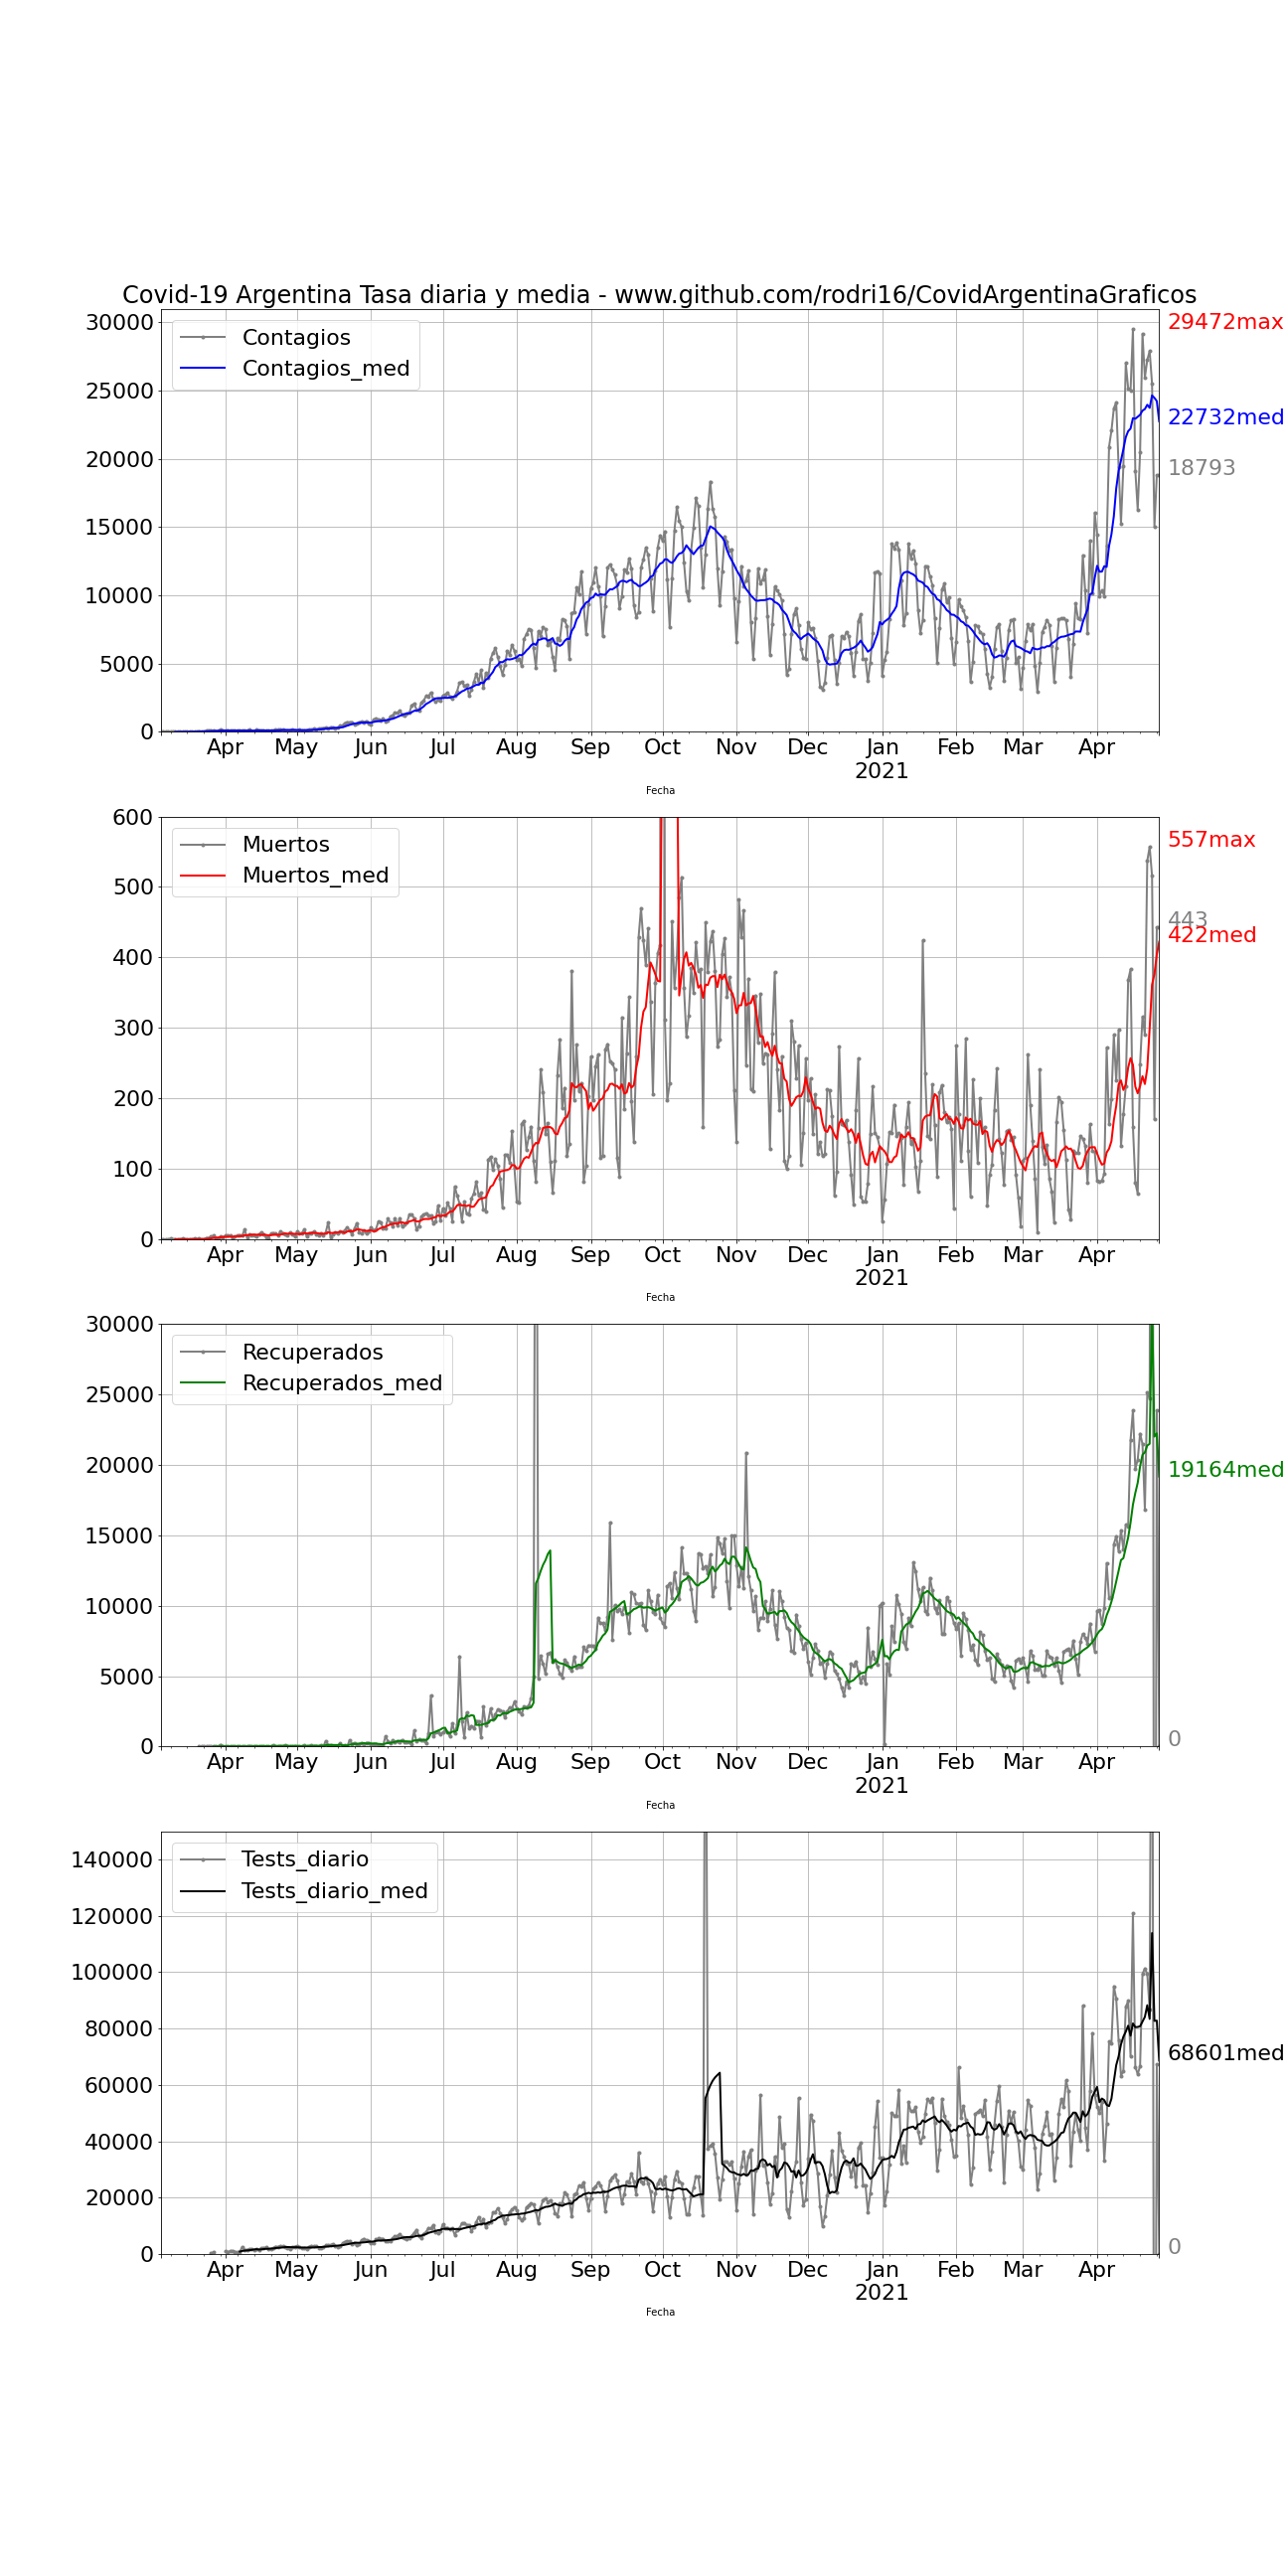 Covid-19 Argentina Tasa diaria y media - www.github.com/rodri16/CovidArgentinaGraficos
30000
25000
20000
15000
10000
5000
0
Contagios
Contagios_med
29472max
22732med
18793
Apr May Jun Jul Aug Sep Oct Nov Dec Jan Feb Mar Apr
2021
Fecha
600
500
400
300
200
100
0
Muertos
Muertos_med
557max
443
422med
Apr May Jun Jul Aug Sep Oct Nov Dec Jan Feb Mar Apr
2021
Fecha
30000
25000
20000
15000
10000
5000
0
Recuperados
Recuperados_med
19164med
0
Apr May Jun Jul Aug Sep Oct Nov Dec Jan Feb Mar Apr
2021
Fecha
140000
120000
100000
80000
60000
40000
20000
0
Tests_diario
Tests_diario_med
68601med
0
Apr May Jun Jul Aug Sep Oct Nov Dec Jan Feb Mar Apr
2021
Fecha